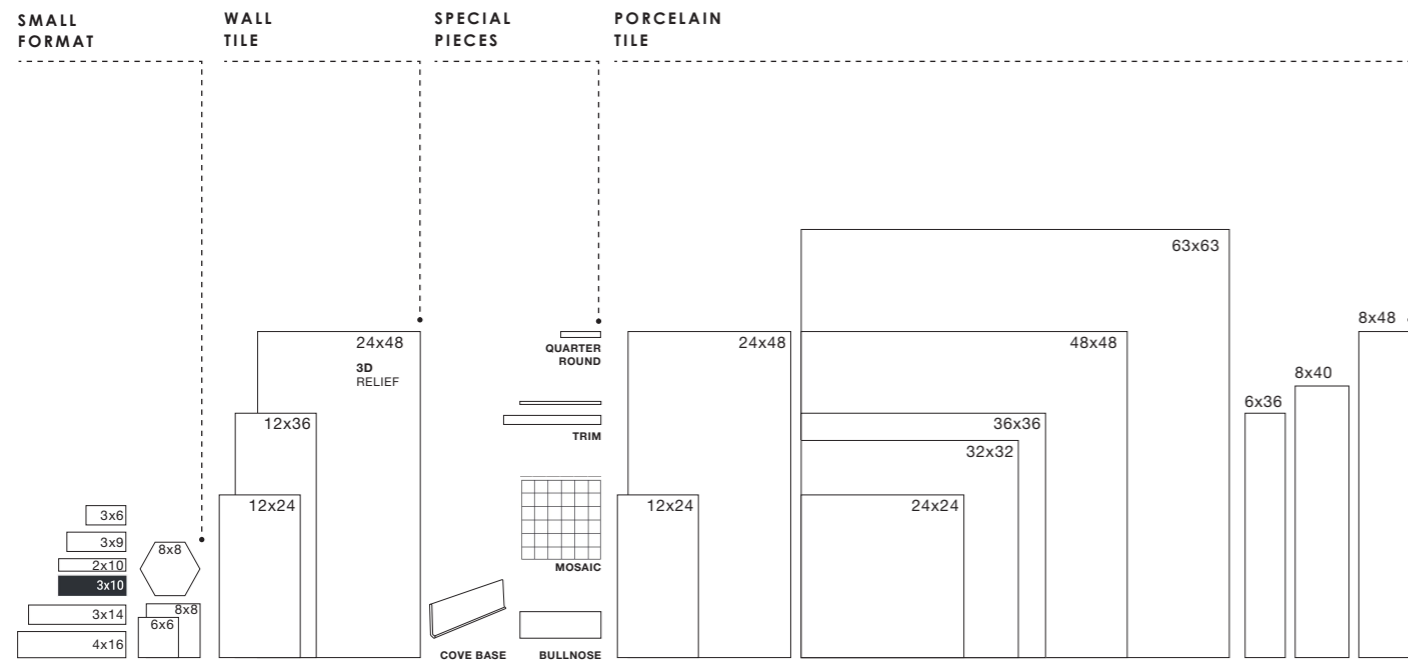 SMALL
FORMAT
WALL
TILE
SPECIAL
PIECES
PORCELAIN
TILE
3x6
3x9
2x10
3x10
3x14
4x16
8x8
8x8
6x6
24x48
3D
RELIEF
12x36
12x24
QUARTER
ROUND
TRIM
MOSAIC
COVE BASE
BULLNOSE
24x48
12x24
63x63
48x48
36x36
32x32
24x24
6x36
8x40
8x48